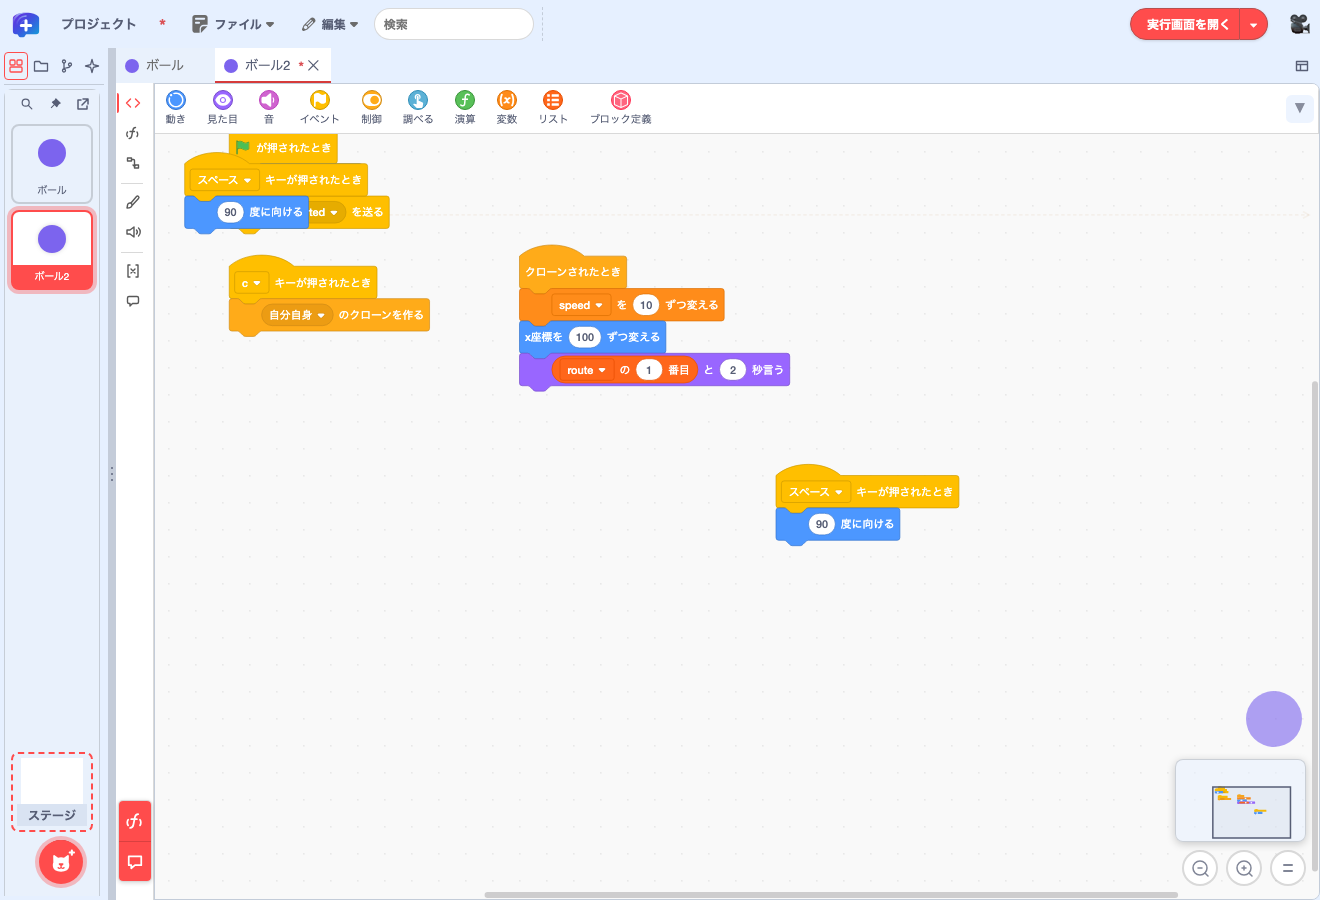 プロジェクト * ファイル 編集 検索 実行画面を開く
ボール ボール2 *
動き 見た目 音 イベント 制御 調べる 演算 変数 リスト ブロック定義
ボール
ボール2
が押されたとき
スペース キーが押されたとき
90 度に向ける ted を送る
c キーが押されたとき
自分自身 のクローンを作る
クローンされたとき
speed を 10 ずつ変える
x座標を 100 ずつ変える
route の 1 番目 と 2 秒言う
スペース キーが押されたとき
90 度に向ける
ステージ